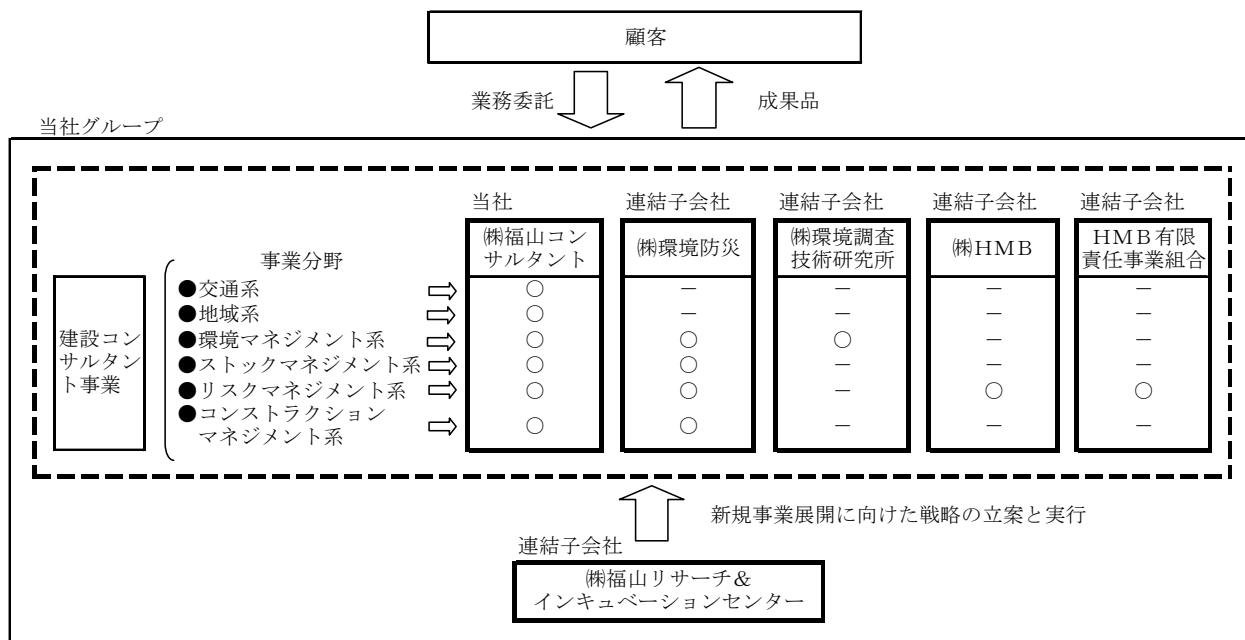 顧客
業務委託
成果品
当社グループ
当社
連結子会社
連結子会社
連結子会社
連結子会社
㈱福山コン
サルタント
㈱環境防災
㈱環境調査
技術研究所
㈱HMB
HMB有限
責任事業組合
建設コン
サルタン
ト事業
事業分野
●交通系 ○ － － － －
●地域系 ○ － － － －
●環境マネジメント系 ○ ○ ○ － －
●ストックマネジメント系 ○ ○ － － －
●リスクマネジメント系 ○ ○ － ○ ○
●コンストラクション
マネジメント系 ○ ○ － － －
新規事業展開に向けた戦略の立案と実行
連結子会社
㈱福山リサーチ＆
インキュベーションセンター